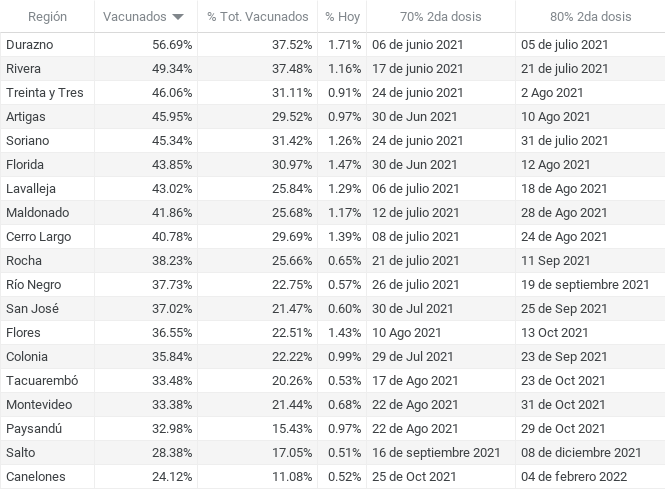 Región Vacunados % Tot. Vacunados % Hoy 70% 2da dosis 80% 2da dosis
Durazno 56.69% 37.52% 1.71% 06 de junio 2021 05 de julio 2021
Rivera 49.34% 37.48% 1.16% 17 de junio 2021 21 de julio 2021
Treinta y Tres 46.06% 31.11% 0.91% 24 de junio 2021 2 Ago 2021
Artigas 45.95% 29.52% 0.97% 30 de Jun 2021 10 Ago 2021
Soriano 45.34% 31.42% 1.26% 24 de junio 2021 31 de julio 2021
Florida 43.85% 30.97% 1.47% 30 de Jun 2021 12 Ago 2021
Lavalleja 43.02% 25.84% 1.29% 06 de julio 2021 18 de Ago 2021
Maldonado 41.86% 25.68% 1.17% 12 de julio 2021 28 de Ago 2021
Cerro Largo 40.78% 29.69% 1.39% 08 de julio 2021 24 de Ago 2021
Rocha 38.23% 25.66% 0.65% 21 de julio 2021 11 Sep 2021
Río Negro 37.73% 22.75% 0.57% 26 de julio 2021 19 de septiembre 2021
San José 37.02% 21.47% 0.60% 30 de Jul 2021 25 de Sep 2021
Flores 36.55% 22.51% 1.43% 10 Ago 2021 13 Oct 2021
Colonia 35.84% 22.22% 0.99% 29 de Jul 2021 23 de Sep 2021
Tacuarembó 33.48% 20.26% 0.53% 17 de Ago 2021 23 de Oct 2021
Montevideo 33.38% 21.44% 0.68% 22 de Ago 2021 31 de Oct 2021
Paysandú 32.98% 15.43% 0.97% 22 de Ago 2021 29 de Oct 2021
Salto 28.38% 17.05% 0.51% 16 de septiembre 2021 08 de diciembre 2021
Canelones 24.12% 11.08% 0.52% 25 de Oct 2021 04 de febrero 2022